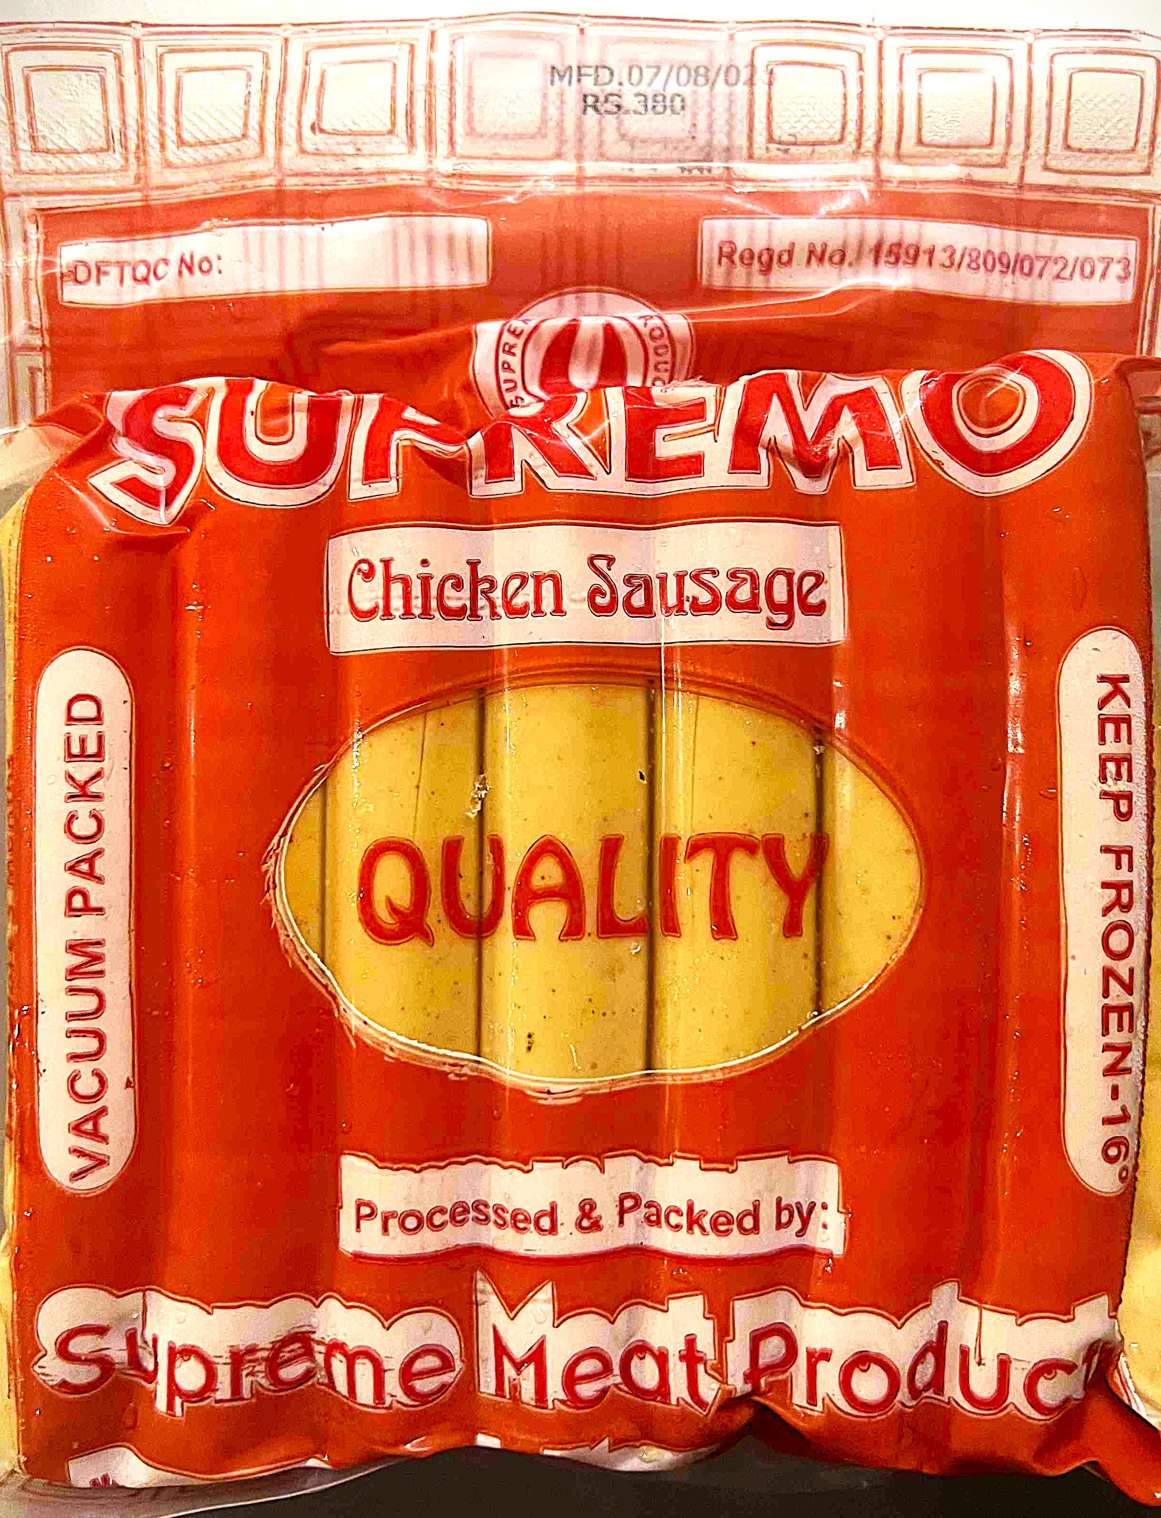 MFD.07/08/023
RS.380
DFTQC No:
Regd No. 15913/809/072/073
SUPREMO
Chicken Sausage
QUALITY
VACUUM PACKED
KEEP FROZEN-16°
Processed & Packed by:
Supreme Meat Product